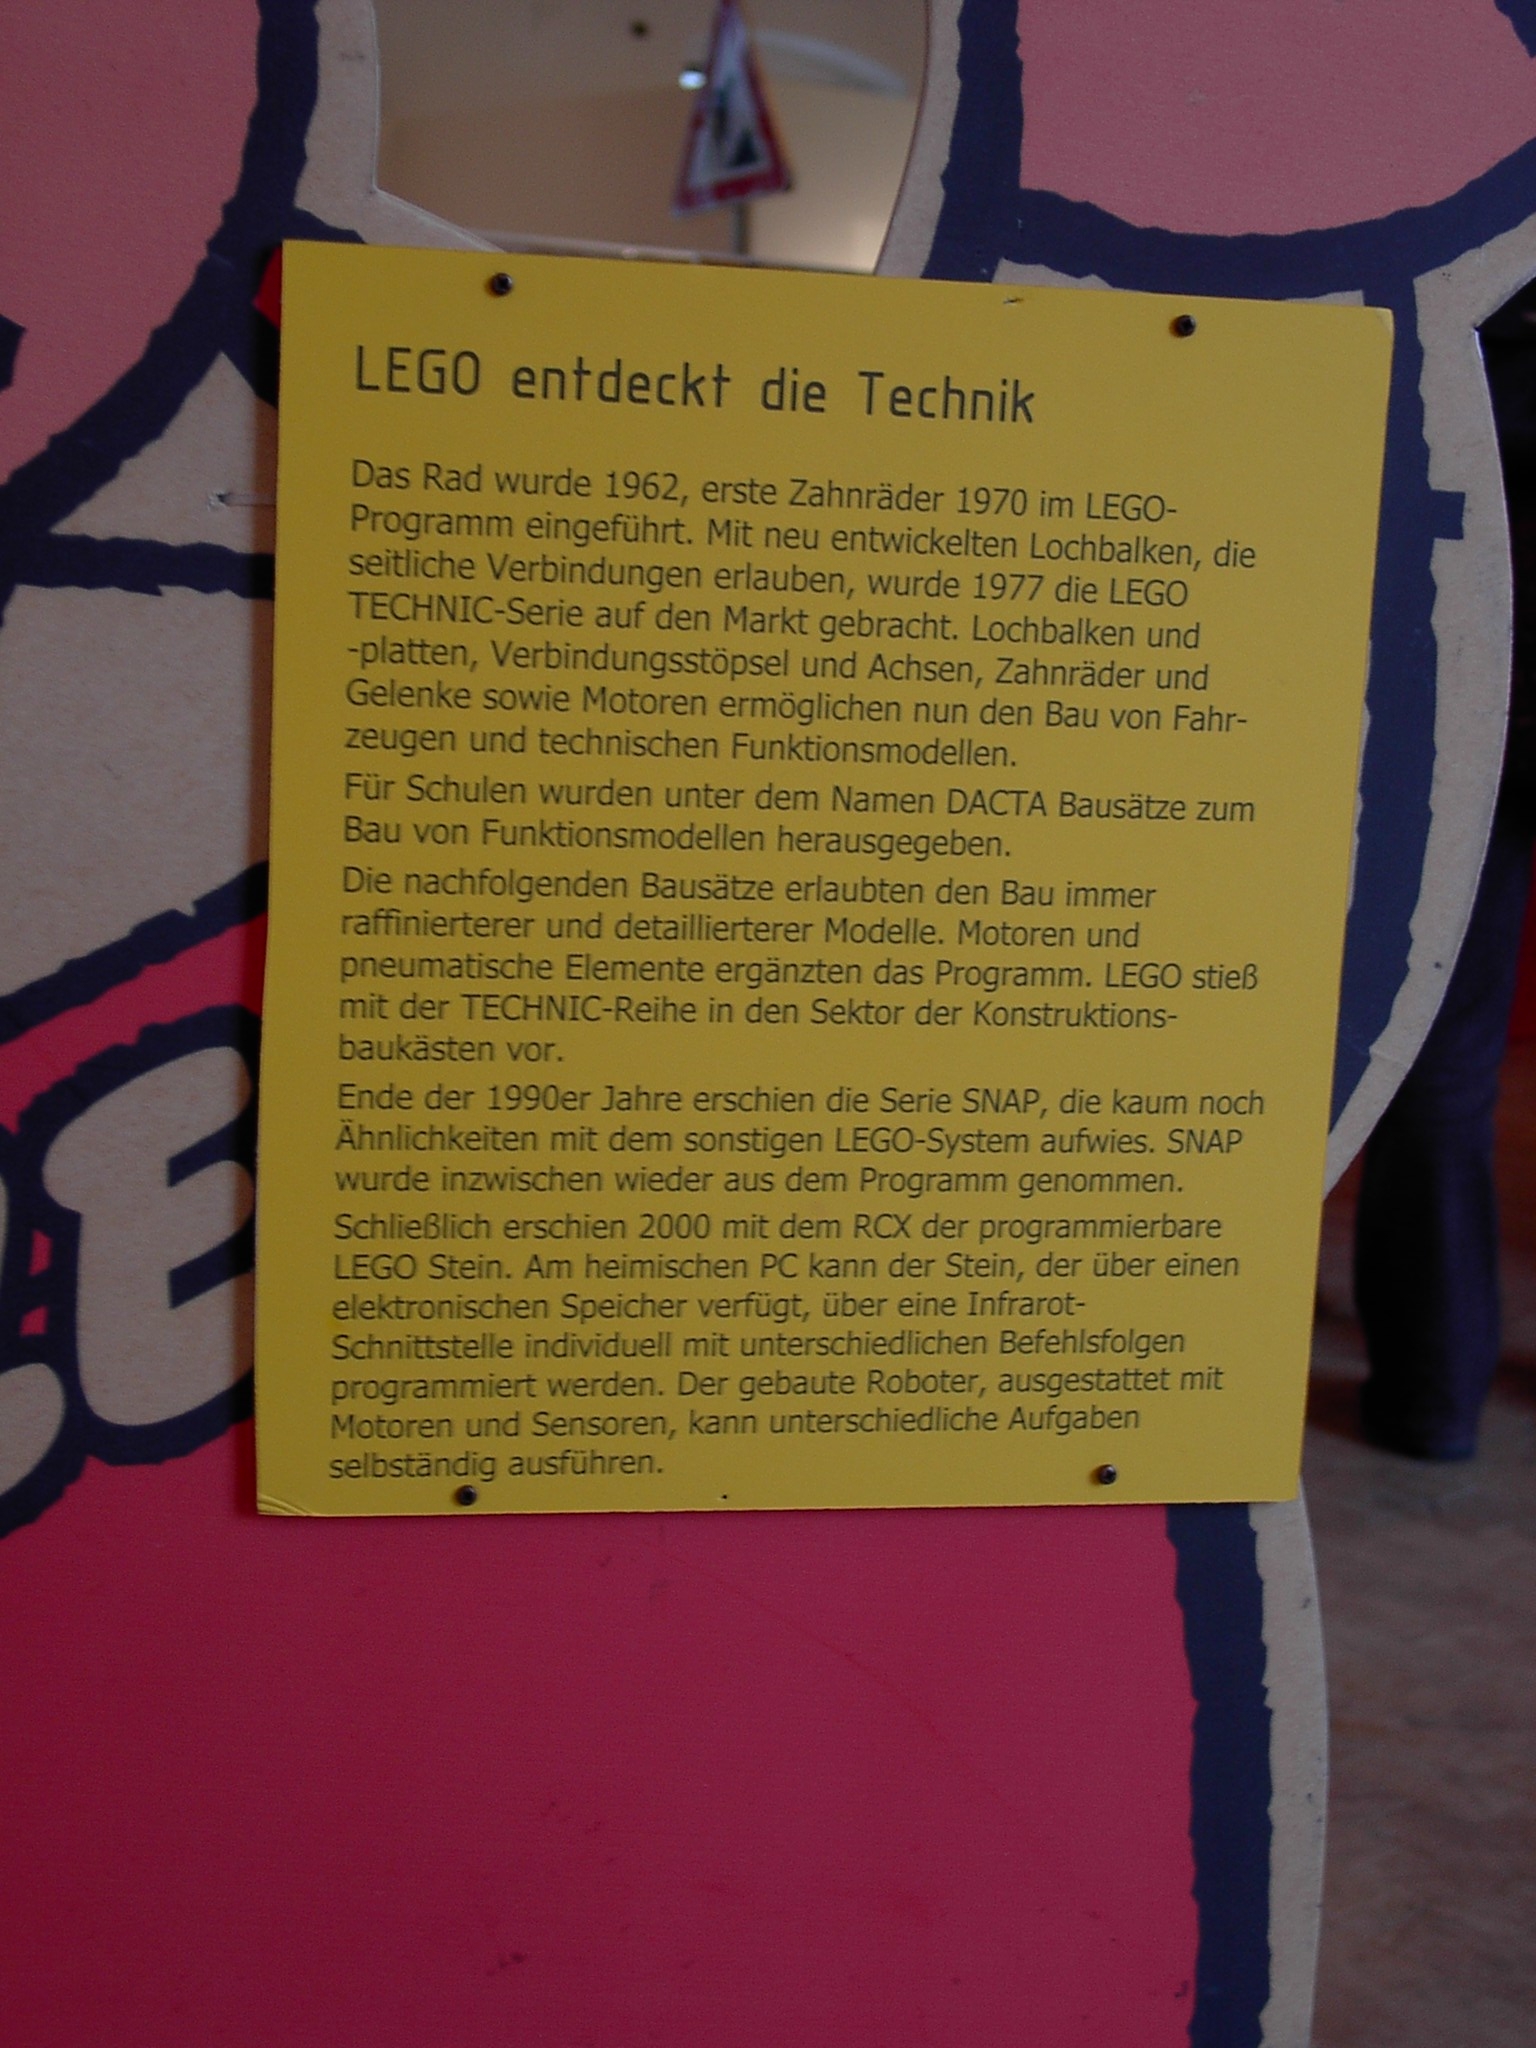 LEGO entdeckt die Technik
Das Rad wurde 1962, erste Zahnräder 1970 im LEGO-
Programm eingeführt. Mit neu entwickelten Lochbalken, die
seitliche Verbindungen erlauben, wurde 1977 die LEGO
TECHNIC-Serie auf den Markt gebracht. Lochbalken und
-platten, Verbindungsstöpsel und Achsen, Zahnräder und
Gelenke sowie Motoren ermöglichen nun den Bau von Fahr-
zeugen und technischen Funktionsmodellen.
Für Schulen wurden unter dem Namen DACTA Bausätze zum
Bau von Funktionsmodellen herausgegeben.
Die nachfolgenden Bausätze erlaubten den Bau immer
raffinierterer und detaillierterer Modelle. Motoren und
pneumatische Elemente ergänzten das Programm. LEGO stieß
mit der TECHNIC-Reihe in den Sektor der Konstruktions-
baukästen vor.
Ende der 1990er Jahre erschien die Serie SNAP, die kaum noch
Ähnlichkeiten mit dem sonstigen LEGO-System aufwies. SNAP
wurde inzwischen wieder aus dem Programm genommen.
Schließlich erschien 2000 mit dem RCX der programmierbare
LEGO Stein. Am heimischen PC kann der Stein, der über einen
elektronischen Speicher verfügt, über eine Infrarot-
Schnittstelle individuell mit unterschiedlichen Befehlsfolgen
programmiert werden. Der gebaute Roboter, ausgestattet mit
Motoren und Sensoren, kann unterschiedliche Aufgaben
selbständig ausführen.